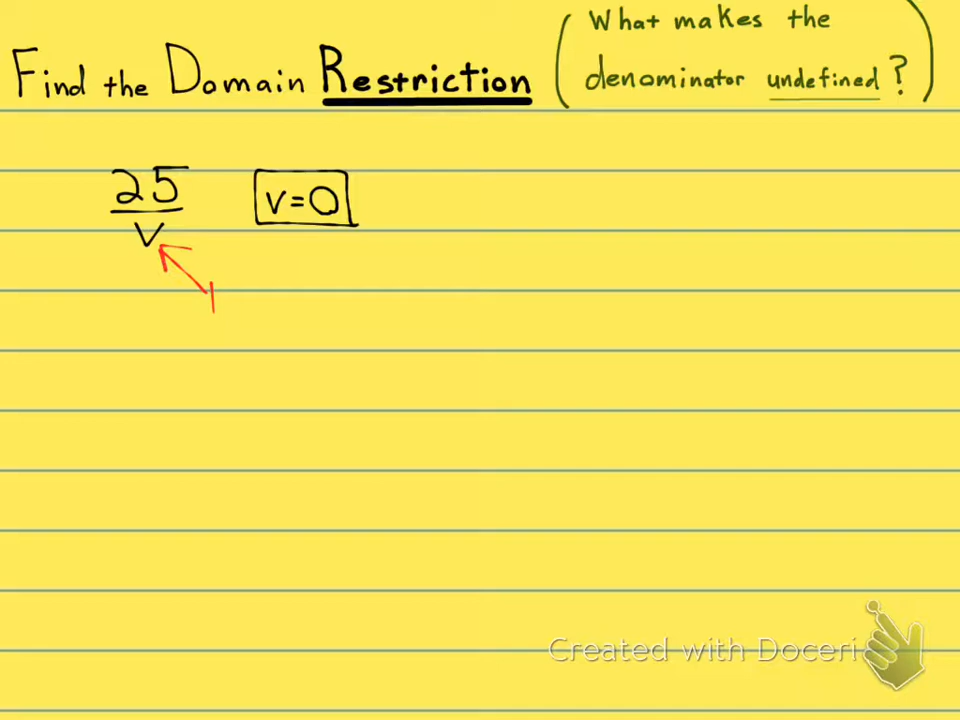 Find the Domain Restriction
(What makes the
denominator undefined?)
25
v
v=0
Created with Doceri